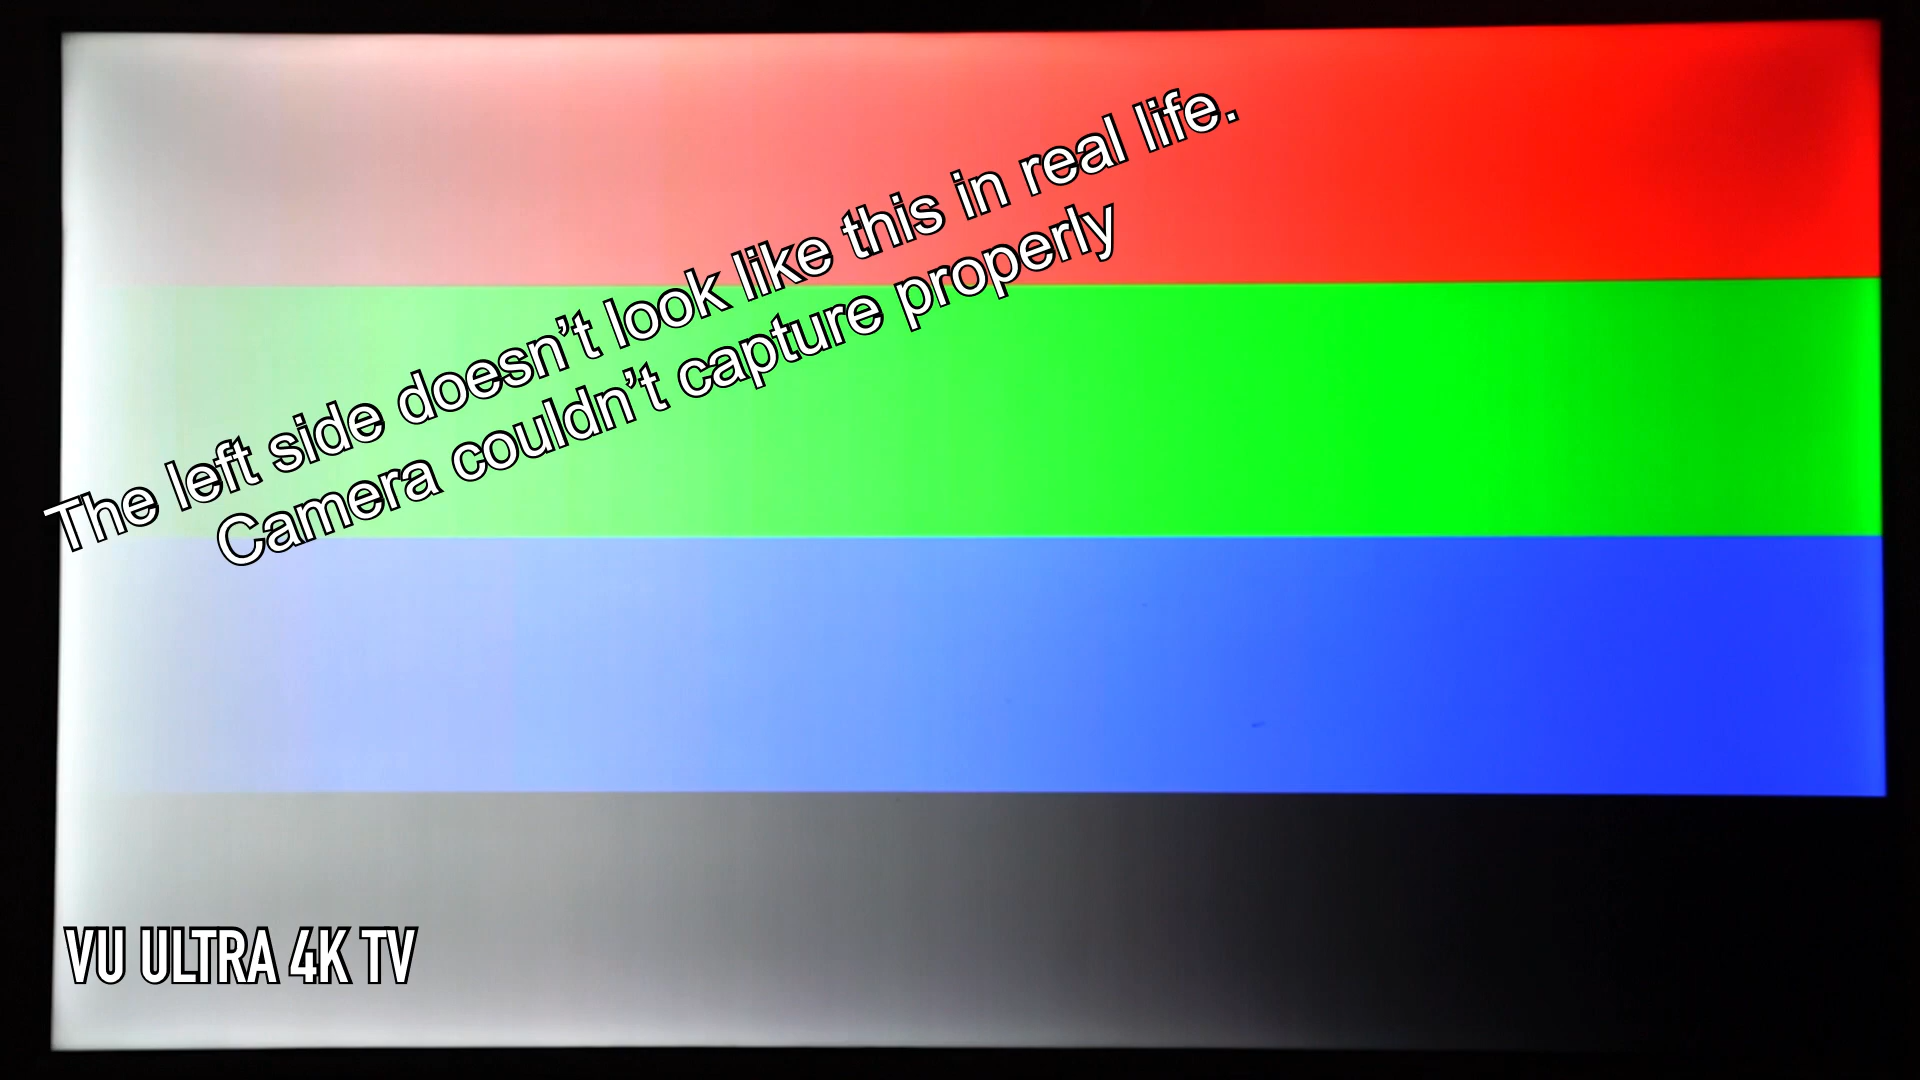 The left side doesn’t look like this in real life.
Camera couldn’t capture properly
VU ULTRA 4K TV